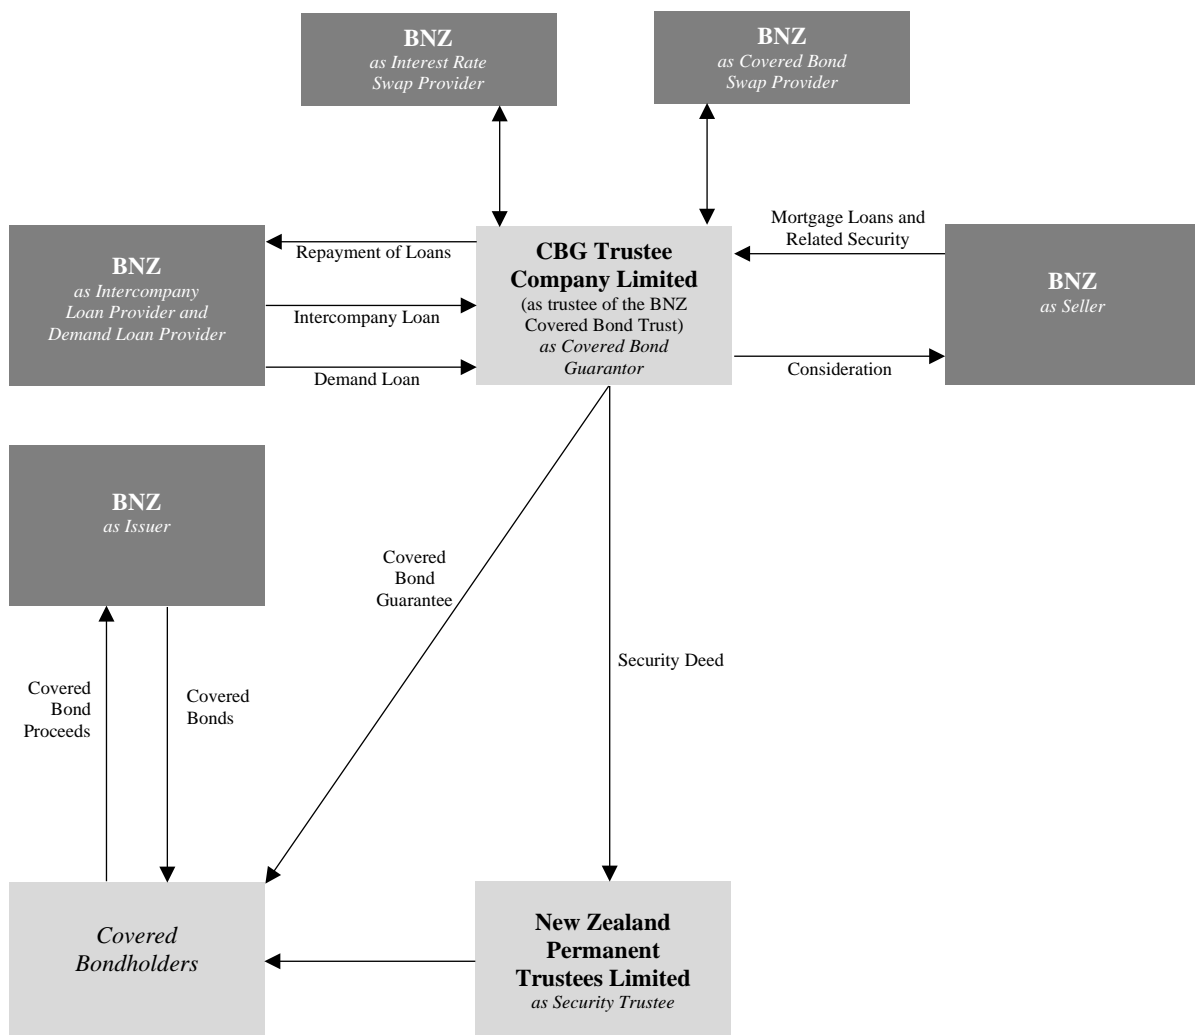 BNZ
as Interest Rate
Swap Provider
BNZ
as Covered Bond
Swap Provider
BNZ
as Intercompany
Loan Provider and
Demand Loan Provider
Repayment of Loans
Intercompany Loan
Demand Loan
CBG Trustee
Company Limited
(as trustee of the BNZ
Covered Bond Trust)
as Covered Bond
Guarantor
Mortgage Loans and
Related Security
Consideration
BNZ
as Seller
BNZ
as Issuer
Covered
Bond
Guarantee
Security Deed
Covered
Bond
Proceeds
Covered
Bonds
Covered
Bondholders
New Zealand
Permanent
Trustees Limited
as Security Trustee